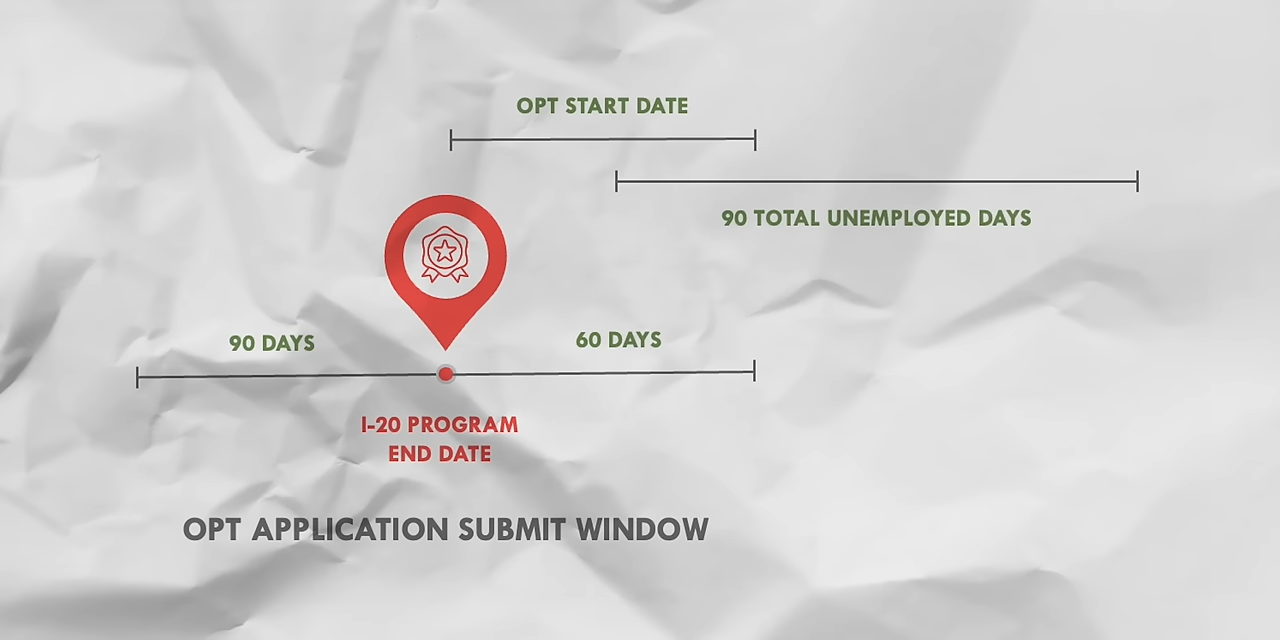 OPT START DATE
90 TOTAL UNEMPLOYED DAYS
90 DAYS
60 DAYS
I-20 PROGRAM
END DATE
OPT APPLICATION SUBMIT WINDOW